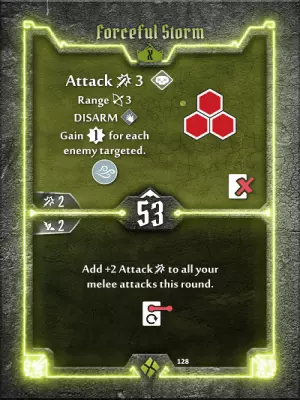 Forceful Storm
X
Attack 3
Range 3
DISARM
Gain 1 for each
enemy targeted.
2
53
2
Add +2 Attack to all your
melee attacks this round.
128